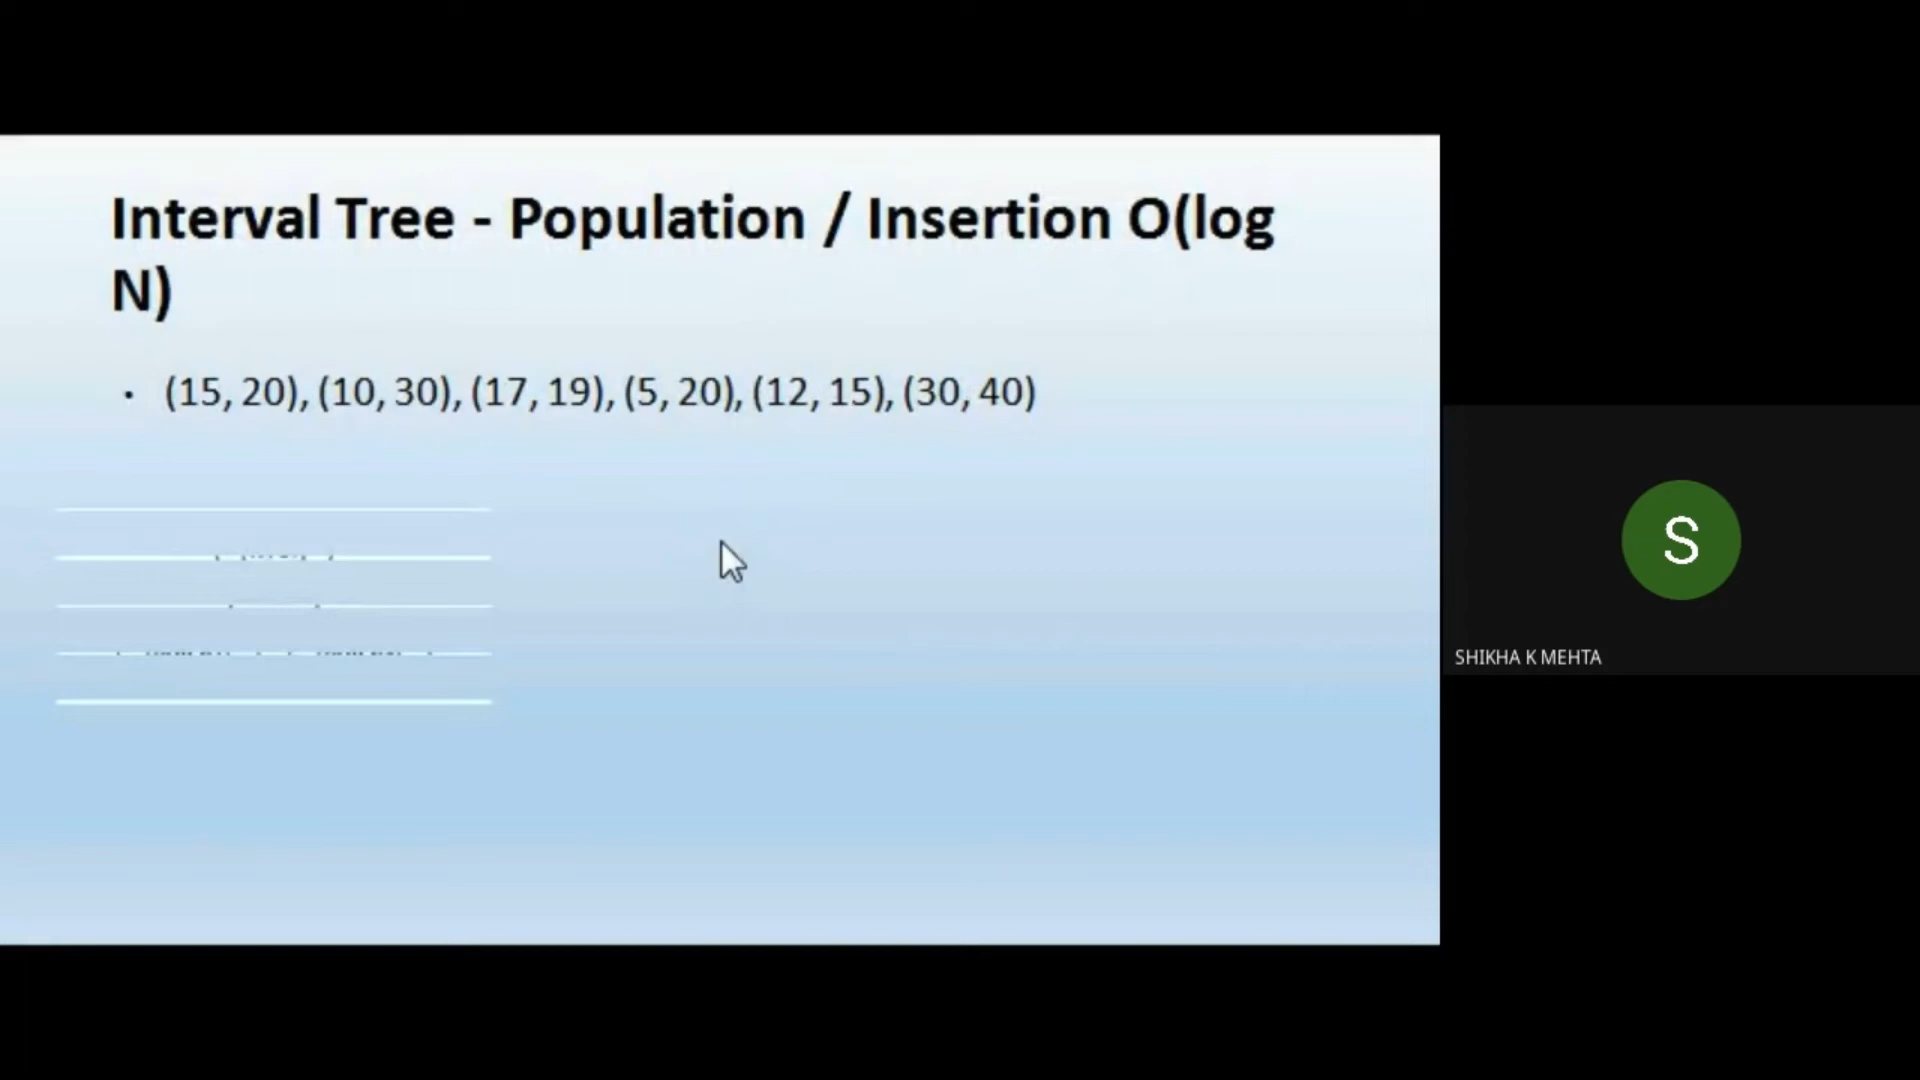 Interval Tree - Population / Insertion O(log
N)
· (15, 20), (10, 30), (17, 19), (5, 20), (12, 15), (30, 40)
S
SHIKHA K MEHTA